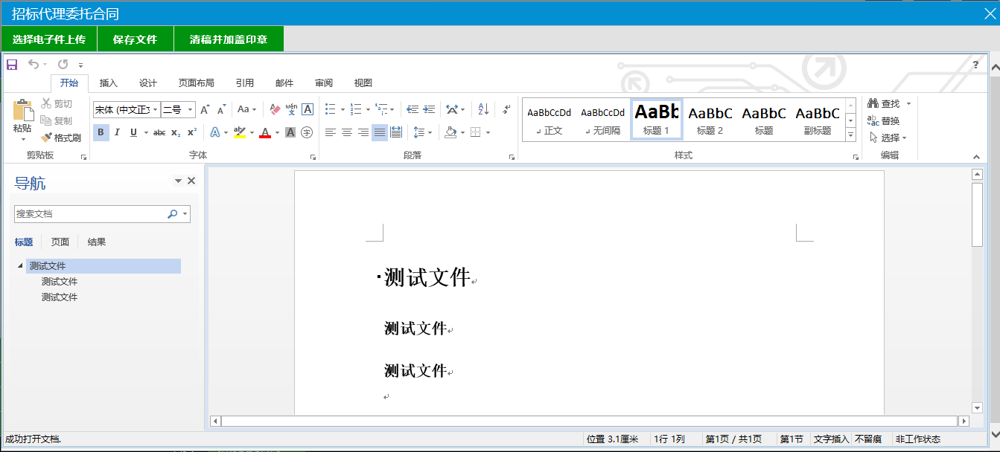 招标代理委托合同
选择电子件上传 保存文件 清稿并加盖印章
?
开始 插入 设计 页面布局 引用 邮件 审阅 视图
粘贴 剪切 复制 格式刷
宋体 (中文正文 二号 A A Aa wén 文 A
B I U abc X₂ X² A ab A A 字
AaBbCcDd AaBbCcDd AaBb AaBbC AaBbC AaBbC
正文 无间隔 标题 1 标题 2 标题 副标题
查找
替换
选择
剪贴板 字体 段落 样式 编辑
导航
搜索文档
标题 页面 结果
测试文件
测试文件
测试文件
测试文件
测试文件
测试文件
成功打开文档. 位置 3.1厘米 1行 1列 第1页 / 共1页 第1节 文字插入 不留痕 非工作状态